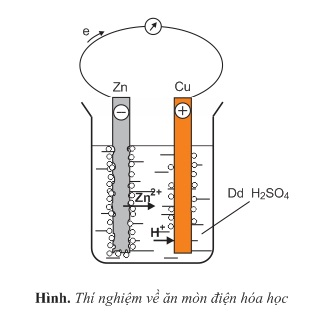 e
Zn
Cu
−
+
Zn²⁺
H⁺
Dd H₂SO₄
Hình. Thí nghiệm về ăn mòn điện hóa học